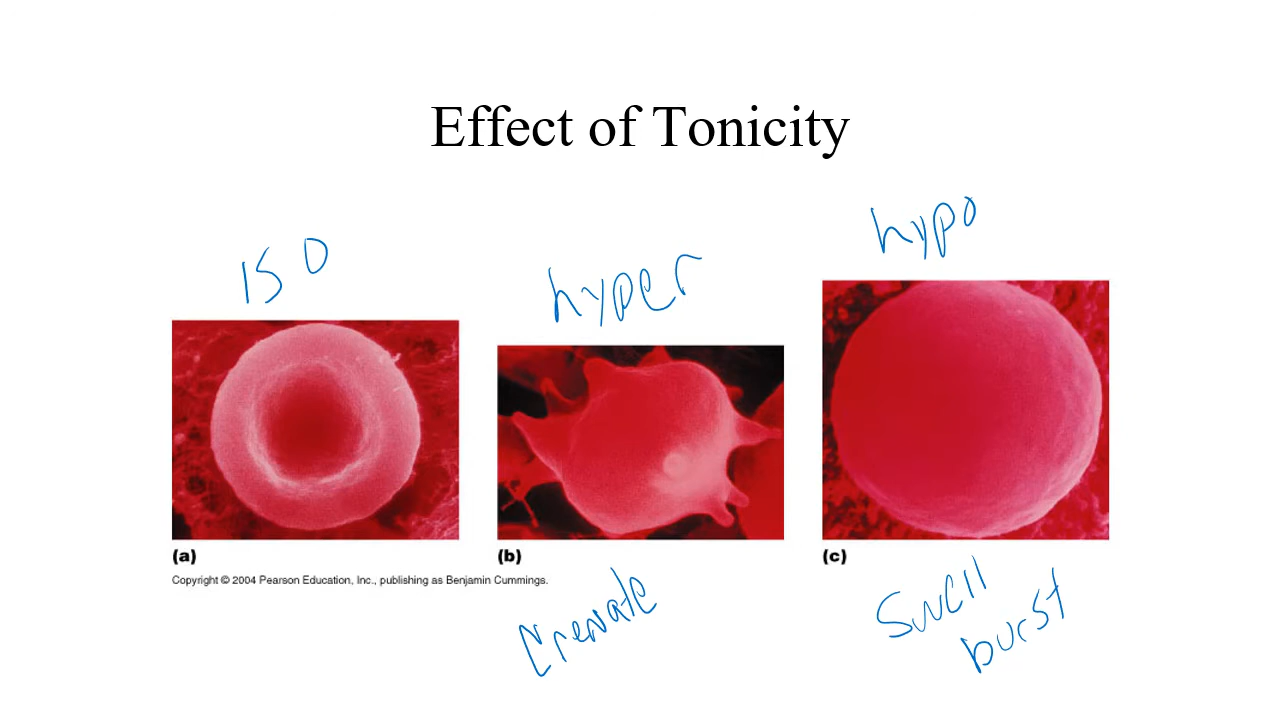 Effect of Tonicity
Iso
hyper
hypo
(a)
(b)
(c)
Copyright © 2004 Pearson Education, Inc., publishing as Benjamin Cummings.
Crenate
Swell
burst